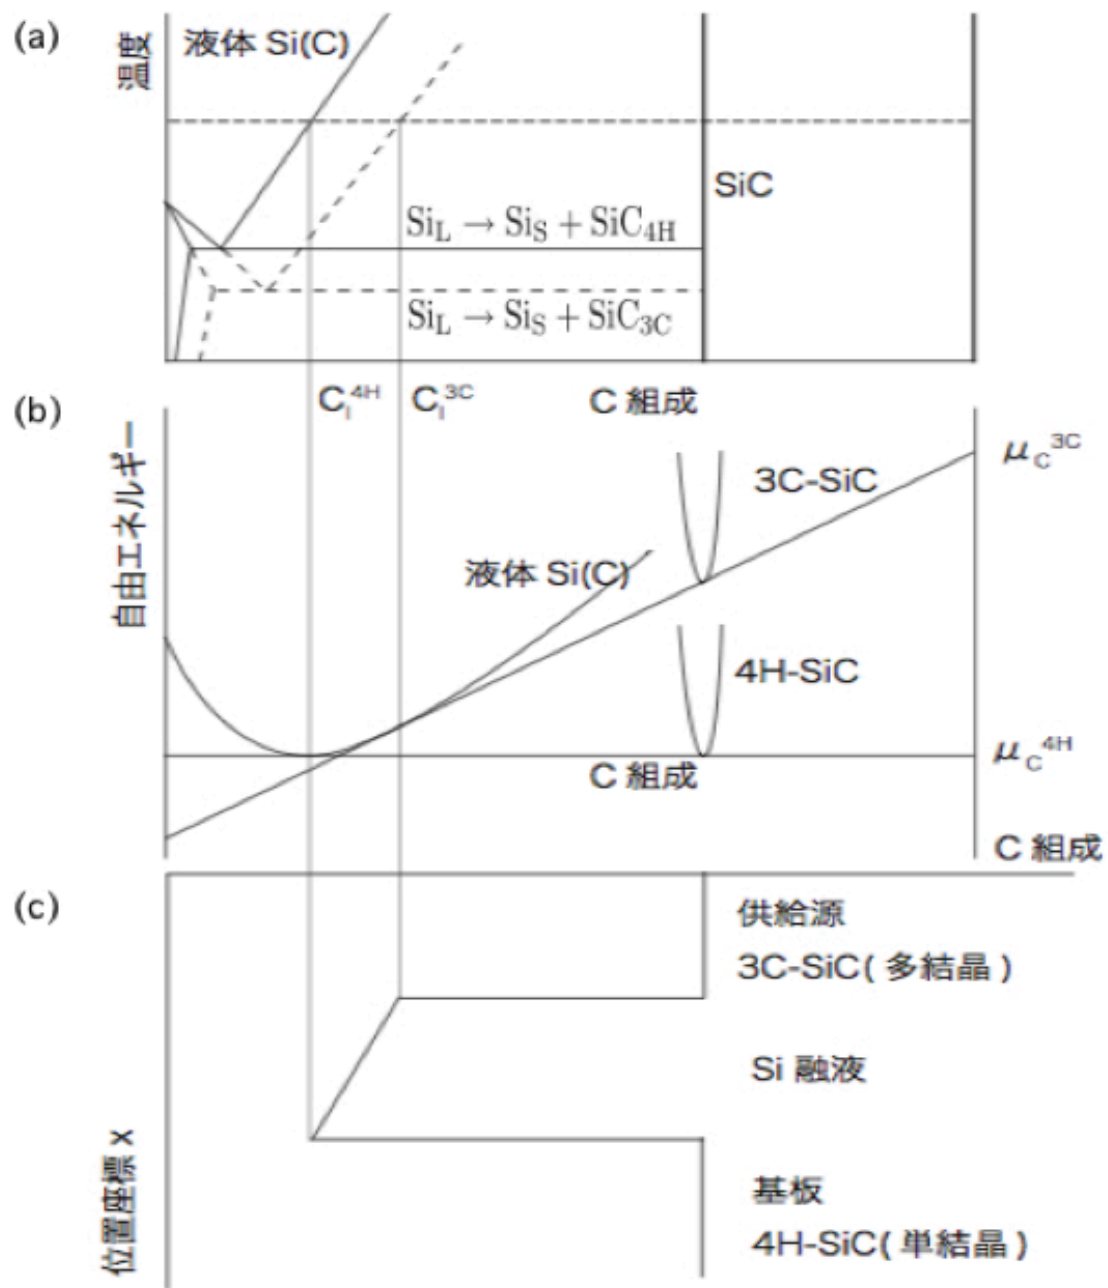 (a)
温度
液体 Si(C)
SiC
Si_L → Si_S + SiC_4H
Si_L → Si_S + SiC_3C
C_l^4H
C_l^3C
C 組成
(b)
自由エネルギー
μ_C^3C
3C-SiC
液体 Si(C)
4H-SiC
μ_C^4H
C 組成
C 組成
(c)
位置座標 x
供給源
3C-SiC( 多結晶 )
Si 融液
基板
4H-SiC( 単結晶 )